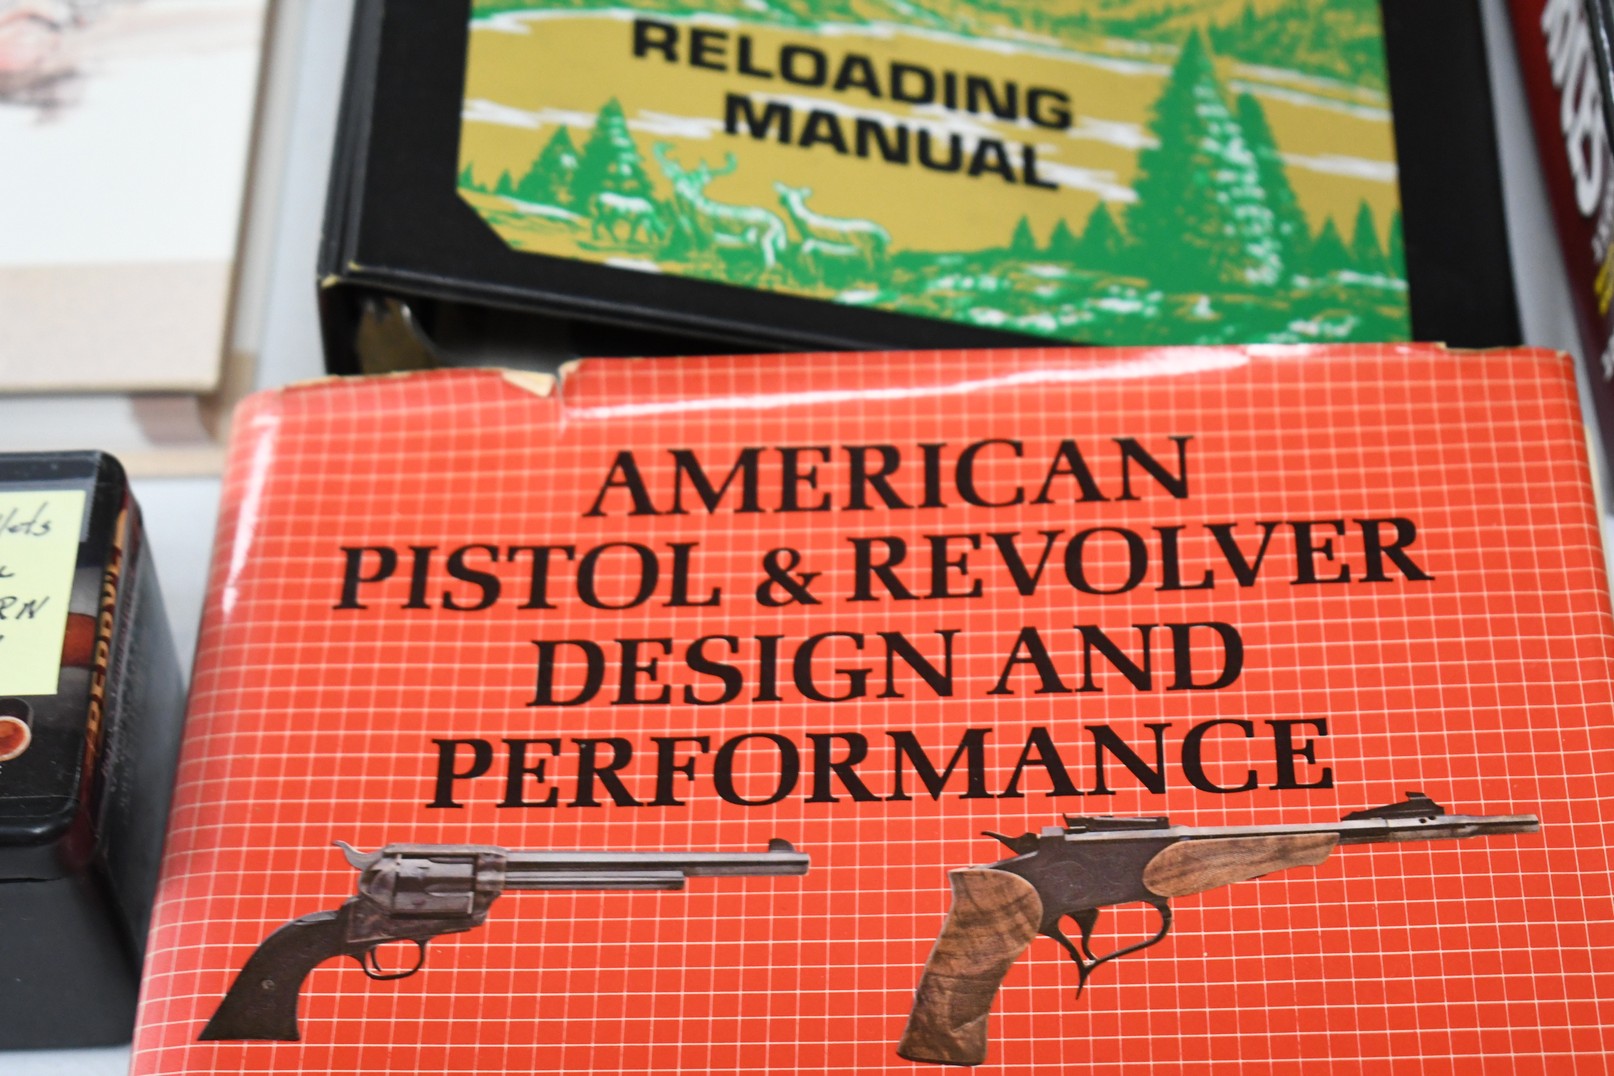 RELOADING
MANUAL
AMERICAN
PISTOL & REVOLVER
DESIGN AND
PERFORMANCE